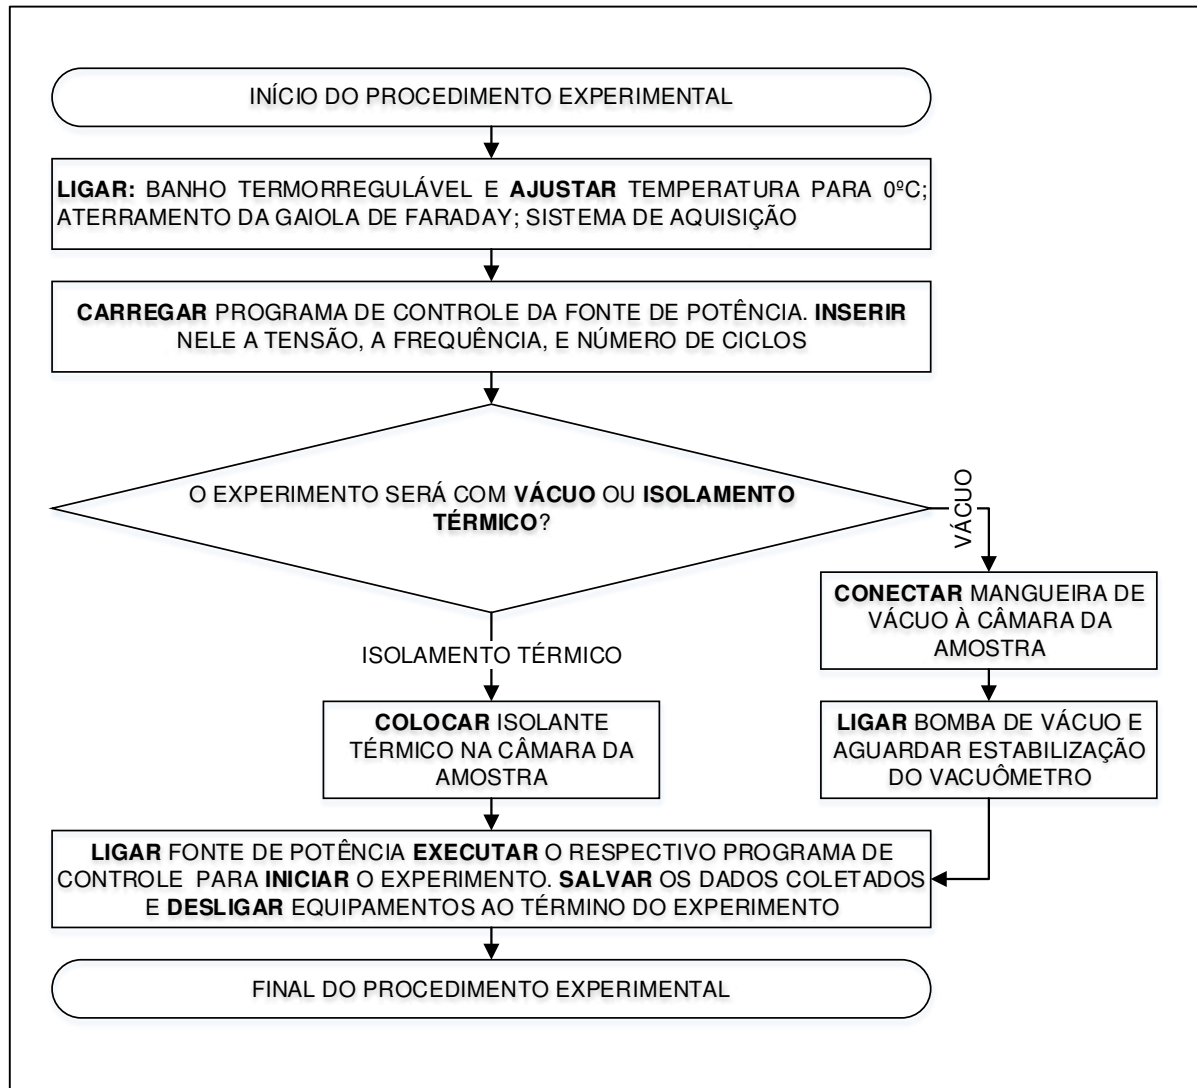 INÍCIO DO PROCEDIMENTO EXPERIMENTAL
LIGAR: BANHO TERMORREGULÁVEL E AJUSTAR TEMPERATURA PARA 0ºC;
ATERRAMENTO DA GAIOLA DE FARADAY; SISTEMA DE AQUISIÇÃO
CARREGAR PROGRAMA DE CONTROLE DA FONTE DE POTÊNCIA. INSERIR
NELE A TENSÃO, A FREQUÊNCIA, E NÚMERO DE CICLOS
O EXPERIMENTO SERÁ COM VÁCUO OU ISOLAMENTO
TÉRMICO?
VÁCUO
CONECTAR MANGUEIRA DE
VÁCUO À CÂMARA DA
AMOSTRA
ISOLAMENTO TÉRMICO
COLOCAR ISOLANTE
TÉRMICO NA CÂMARA DA
AMOSTRA
LIGAR BOMBA DE VÁCUO E
AGUARDAR ESTABILIZAÇÃO
DO VACUÔMETRO
LIGAR FONTE DE POTÊNCIA EXECUTAR O RESPECTIVO PROGRAMA DE
CONTROLE PARA INICIAR O EXPERIMENTO. SALVAR OS DADOS COLETADOS
E DESLIGAR EQUIPAMENTOS AO TÉRMINO DO EXPERIMENTO
FINAL DO PROCEDIMENTO EXPERIMENTAL